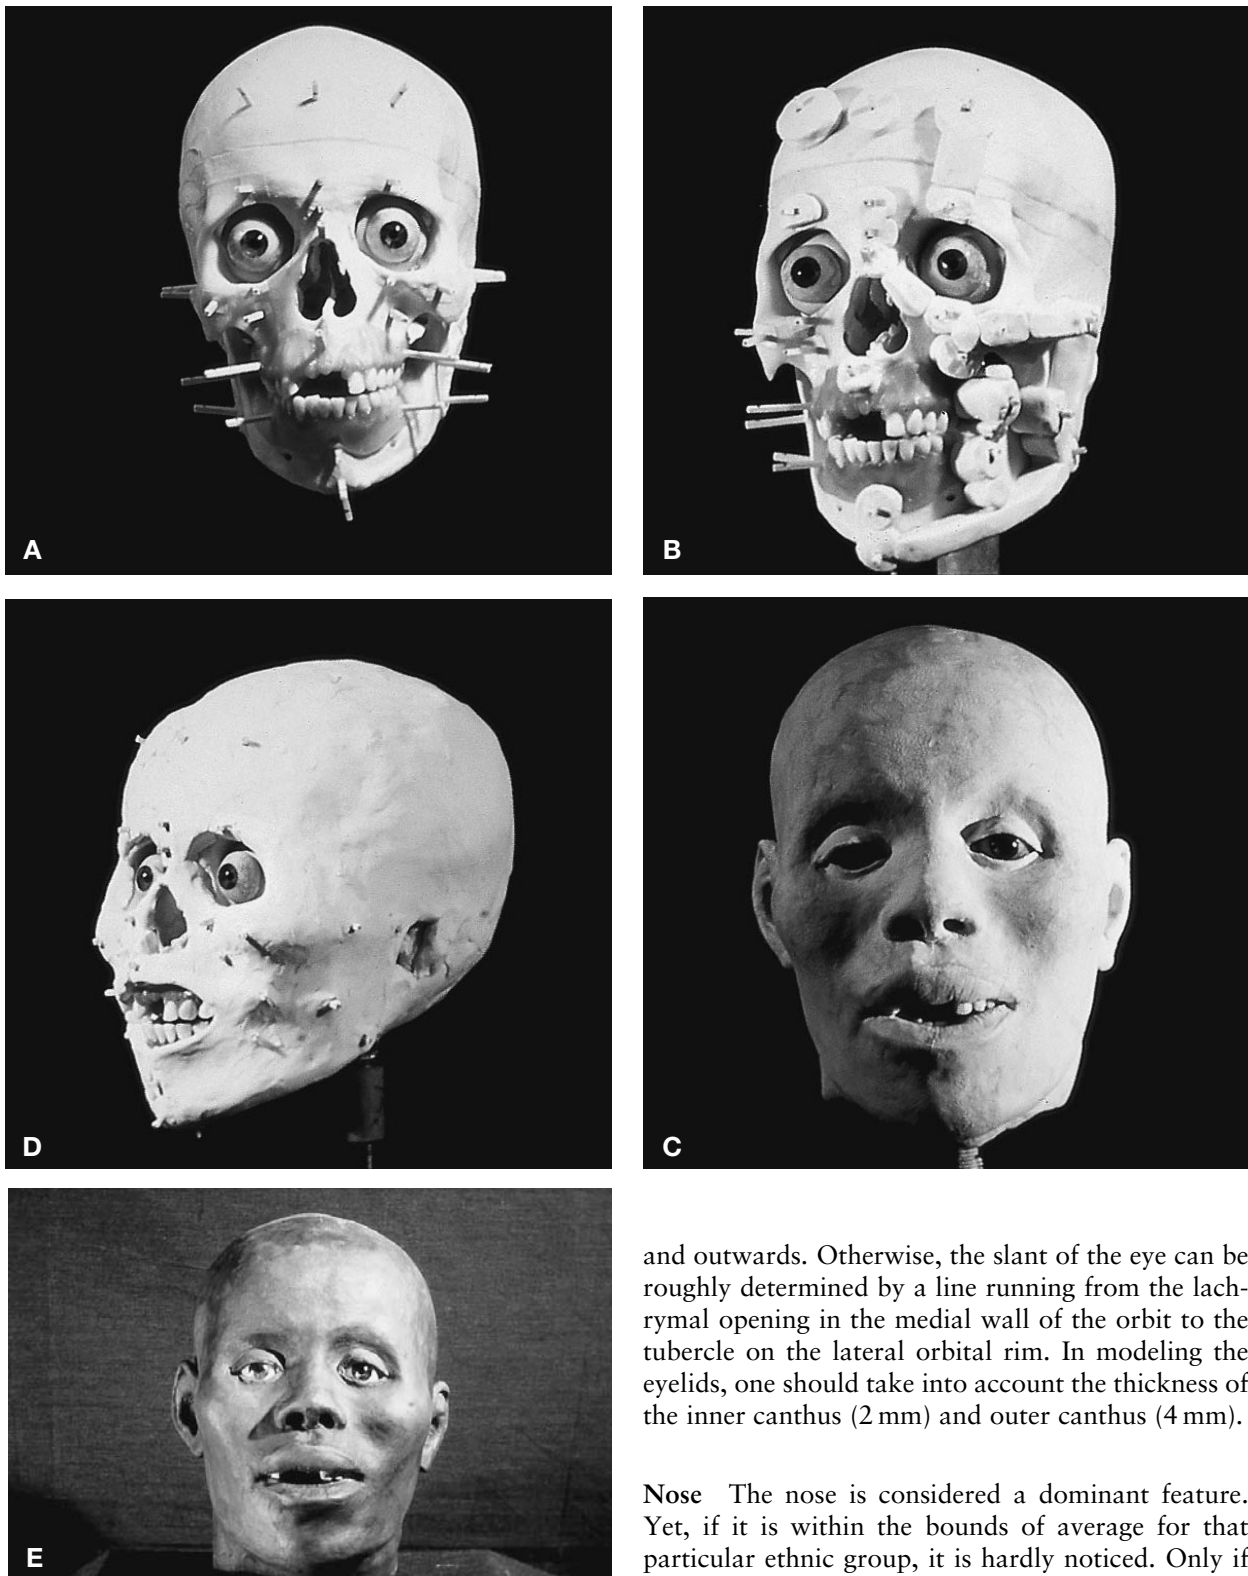 A
B
D
C
E
and outwards. Otherwise, the slant of the eye can be
roughly determined by a line running from the lach-
rymal opening in the medial wall of the orbit to the
tubercle on the lateral orbital rim. In modeling the
eyelids, one should take into account the thickness of
the inner canthus (2 mm) and outer canthus (4 mm).
Nose The nose is considered a dominant feature.
Yet, if it is within the bounds of average for that
particular ethnic group, it is hardly noticed. Only if